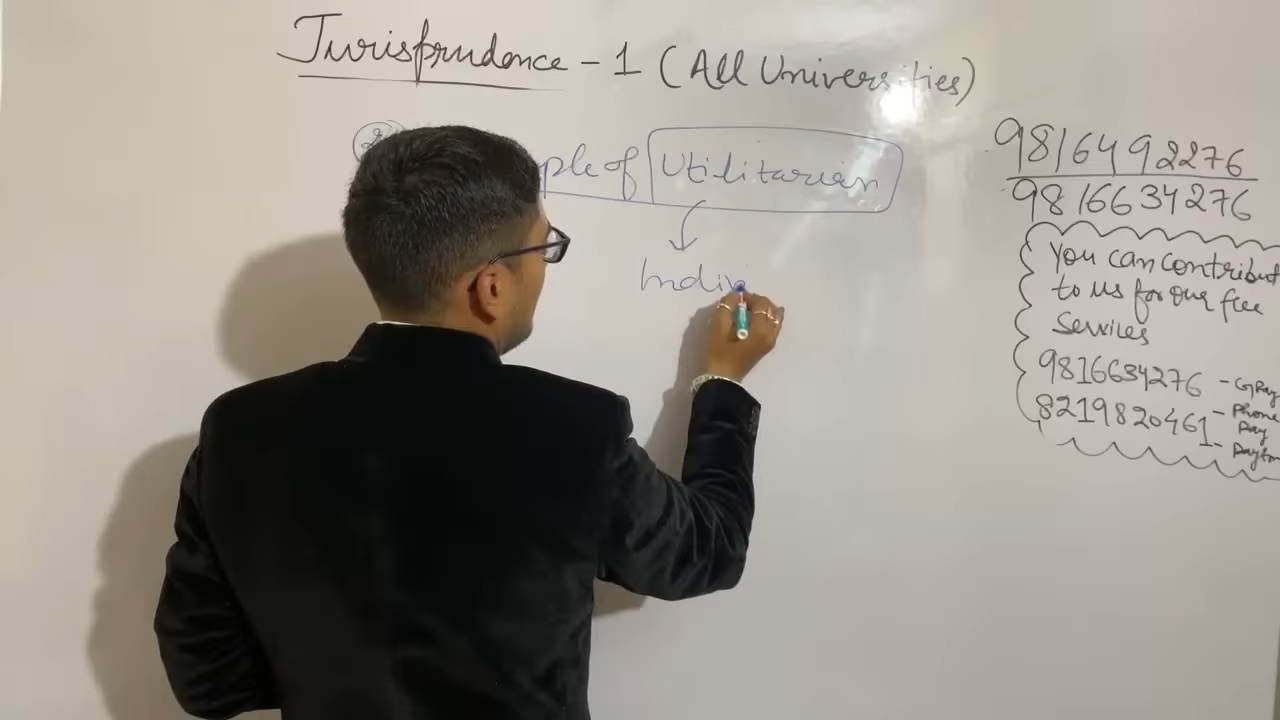 Jurisprudence - 1 (All Universities)
ple of Utilitarian
Indiv
9816492276
9816634276
You can contribut
to us for our free
Services
9816634276 - GPay
8219820461 - Phone
Pay
- Paytm